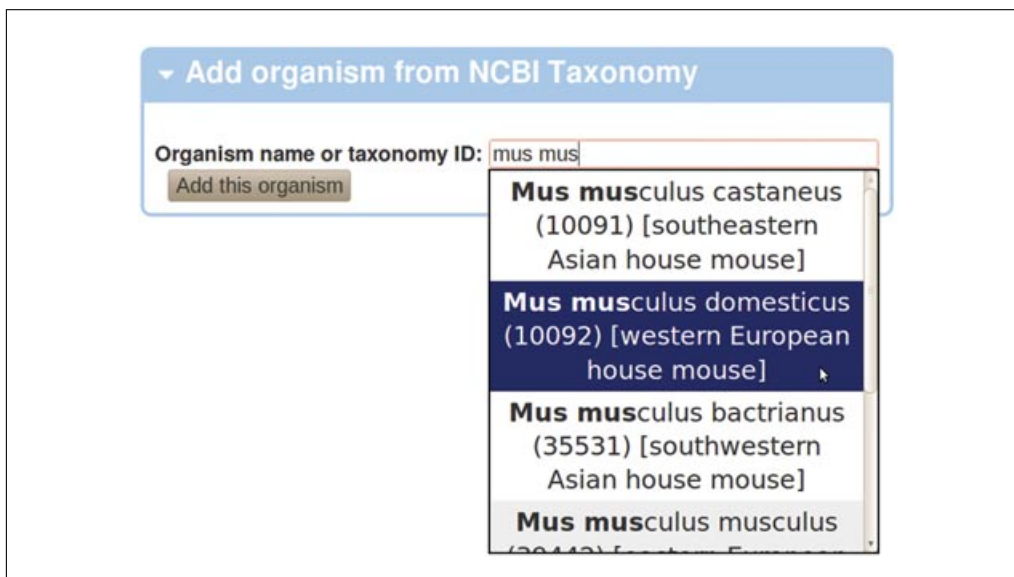 Add organism from NCBI Taxonomy
Organism name or taxonomy ID: mus mus
Add this organism
Mus musculus castaneus
(10091) [southeastern
Asian house mouse]
Mus musculus domesticus
(10092) [western European
house mouse]
Mus musculus bactrianus
(35531) [southwestern
Asian house mouse]
Mus musculus musculus